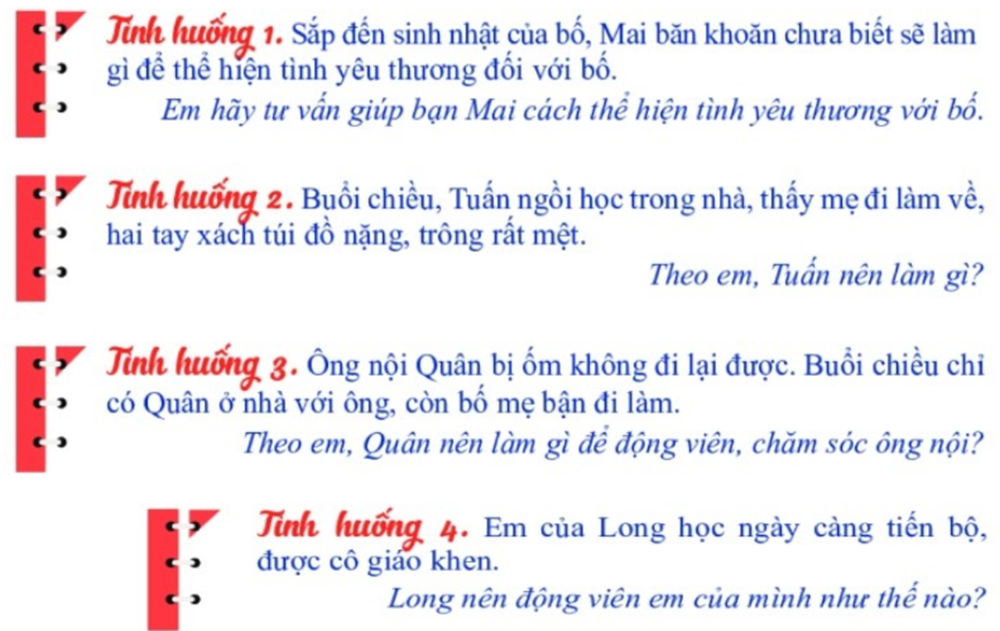 Tình huống 1. Sắp đến sinh nhật của bố, Mai băn khoăn chưa biết sẽ làm
gì để thể hiện tình yêu thương đối với bố.
Em hãy tư vấn giúp bạn Mai cách thể hiện tình yêu thương với bố.
Tình huống 2. Buổi chiều, Tuấn ngồi học trong nhà, thấy mẹ đi làm về,
hai tay xách túi đồ nặng, trông rất mệt.
Theo em, Tuấn nên làm gì?
Tình huống 3. Ông nội Quân bị ốm không đi lại được. Buổi chiều chỉ
có Quân ở nhà với ông, còn bố mẹ bận đi làm.
Theo em, Quân nên làm gì để động viên, chăm sóc ông nội?
Tình huống 4. Em của Long học ngày càng tiến bộ,
được cô giáo khen.
Long nên động viên em của mình như thế nào?